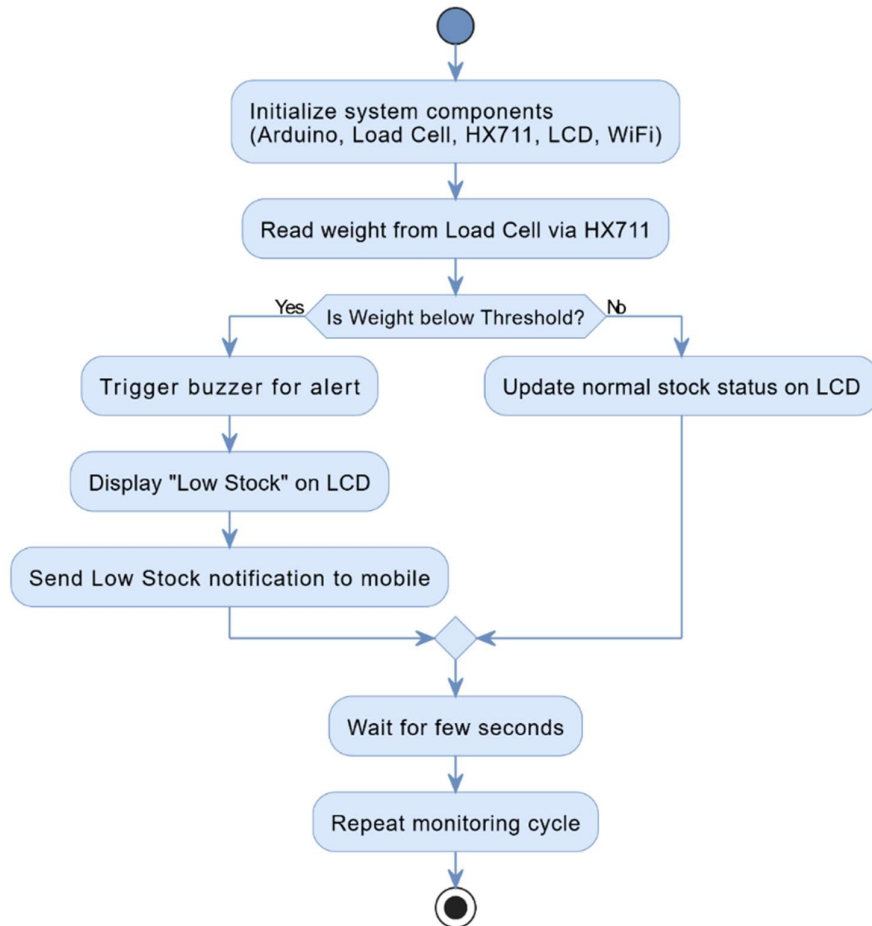 Initialize system components
(Arduino, Load Cell, HX711, LCD, WiFi)
Read weight from Load Cell via HX711
Yes
Is Weight below Threshold?
No
Trigger buzzer for alert
Update normal stock status on LCD
Display "Low Stock" on LCD
Send Low Stock notification to mobile
Wait for few seconds
Repeat monitoring cycle